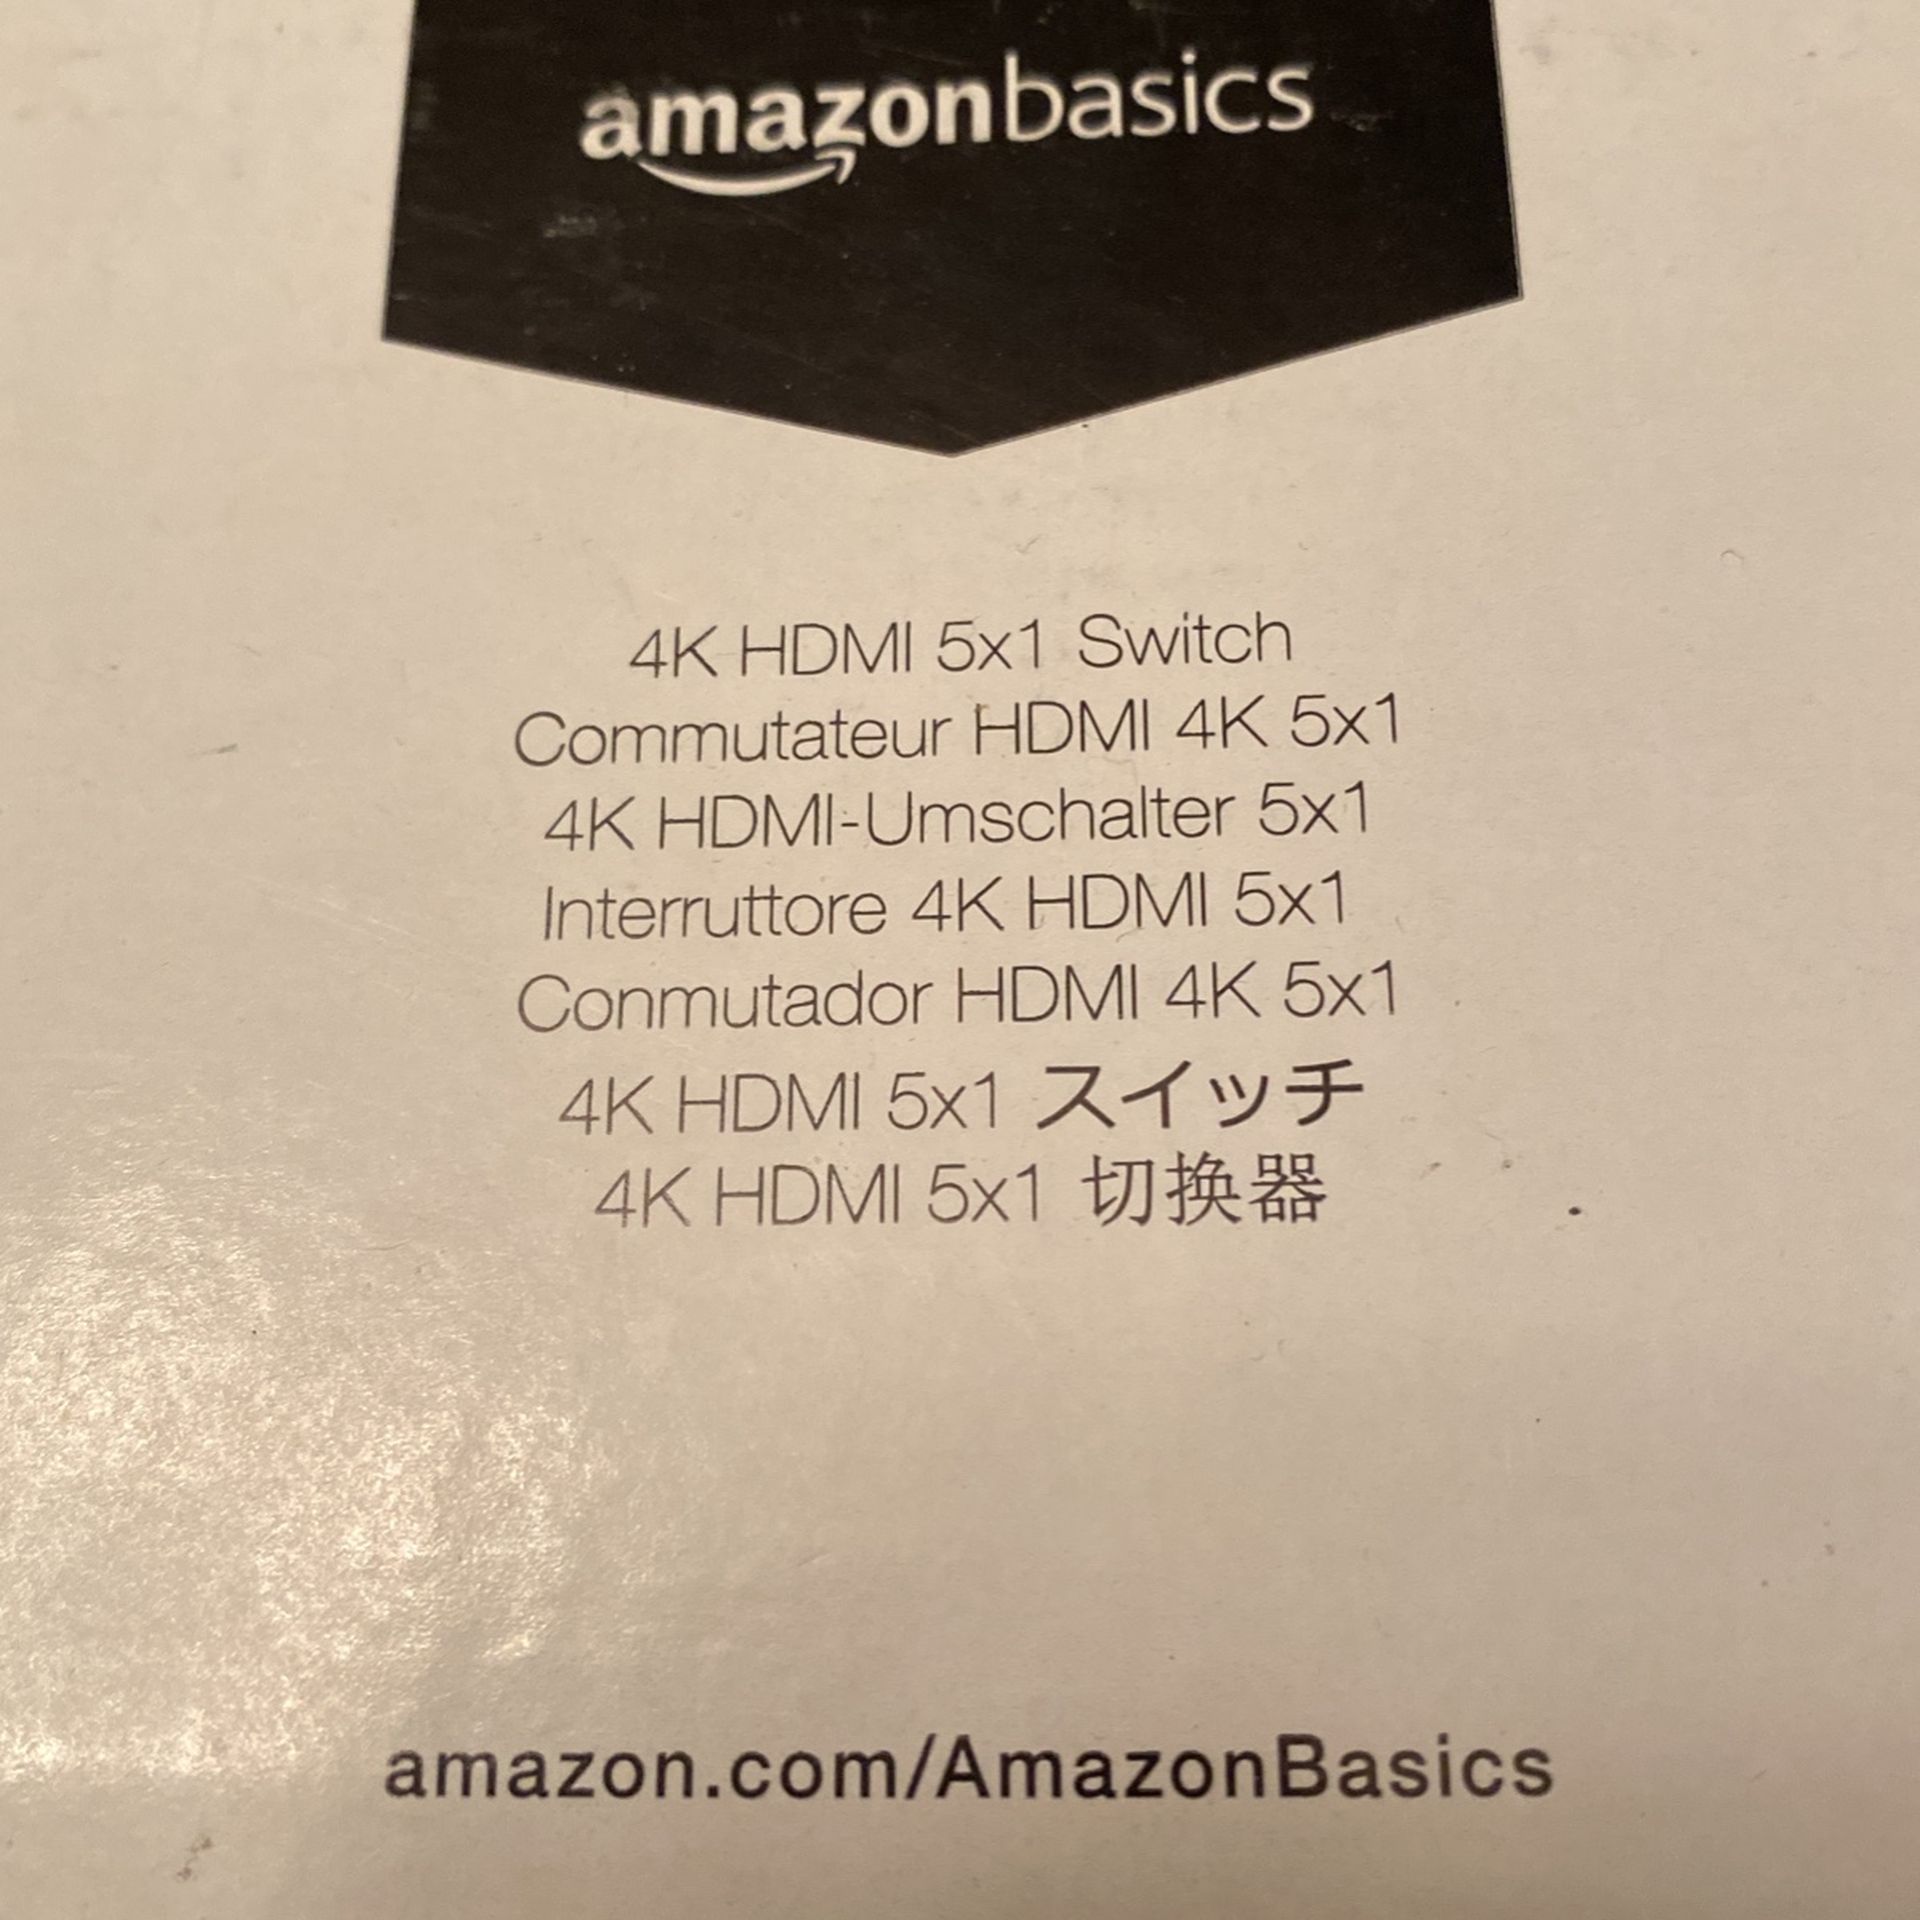 amazonbasics
4K HDMI 5x1 Switch
Commutateur HDMI 4K 5x1
4K HDMI-Umschalter 5x1
Interruttore 4K HDMI 5x1
Conmutador HDMI 4K 5x1
4K HDMI 5x1 スイッチ
4K HDMI 5x1 切换器
amazon.com/AmazonBasics